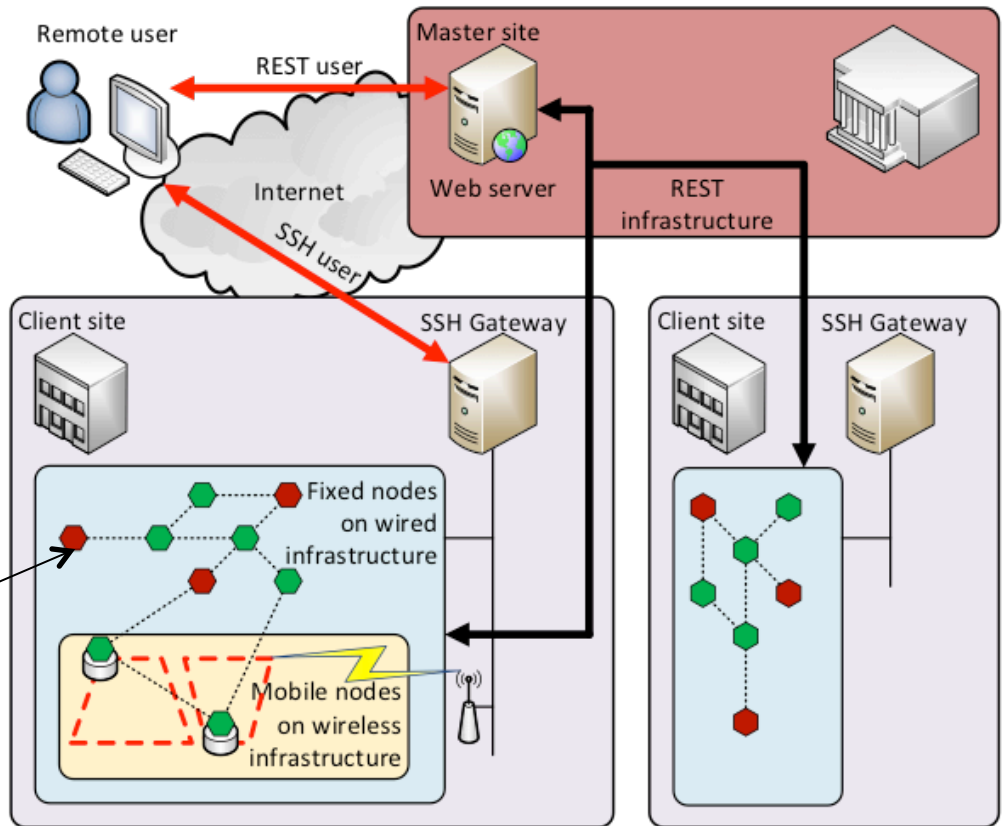 Remote user
REST user
Master site
Web server
REST
infrastructure
Internet
SSH user
Client site
SSH Gateway
Fixed nodes
on wired
infrastructure
Mobile nodes
on wireless
infrastructure
Client site
SSH Gateway